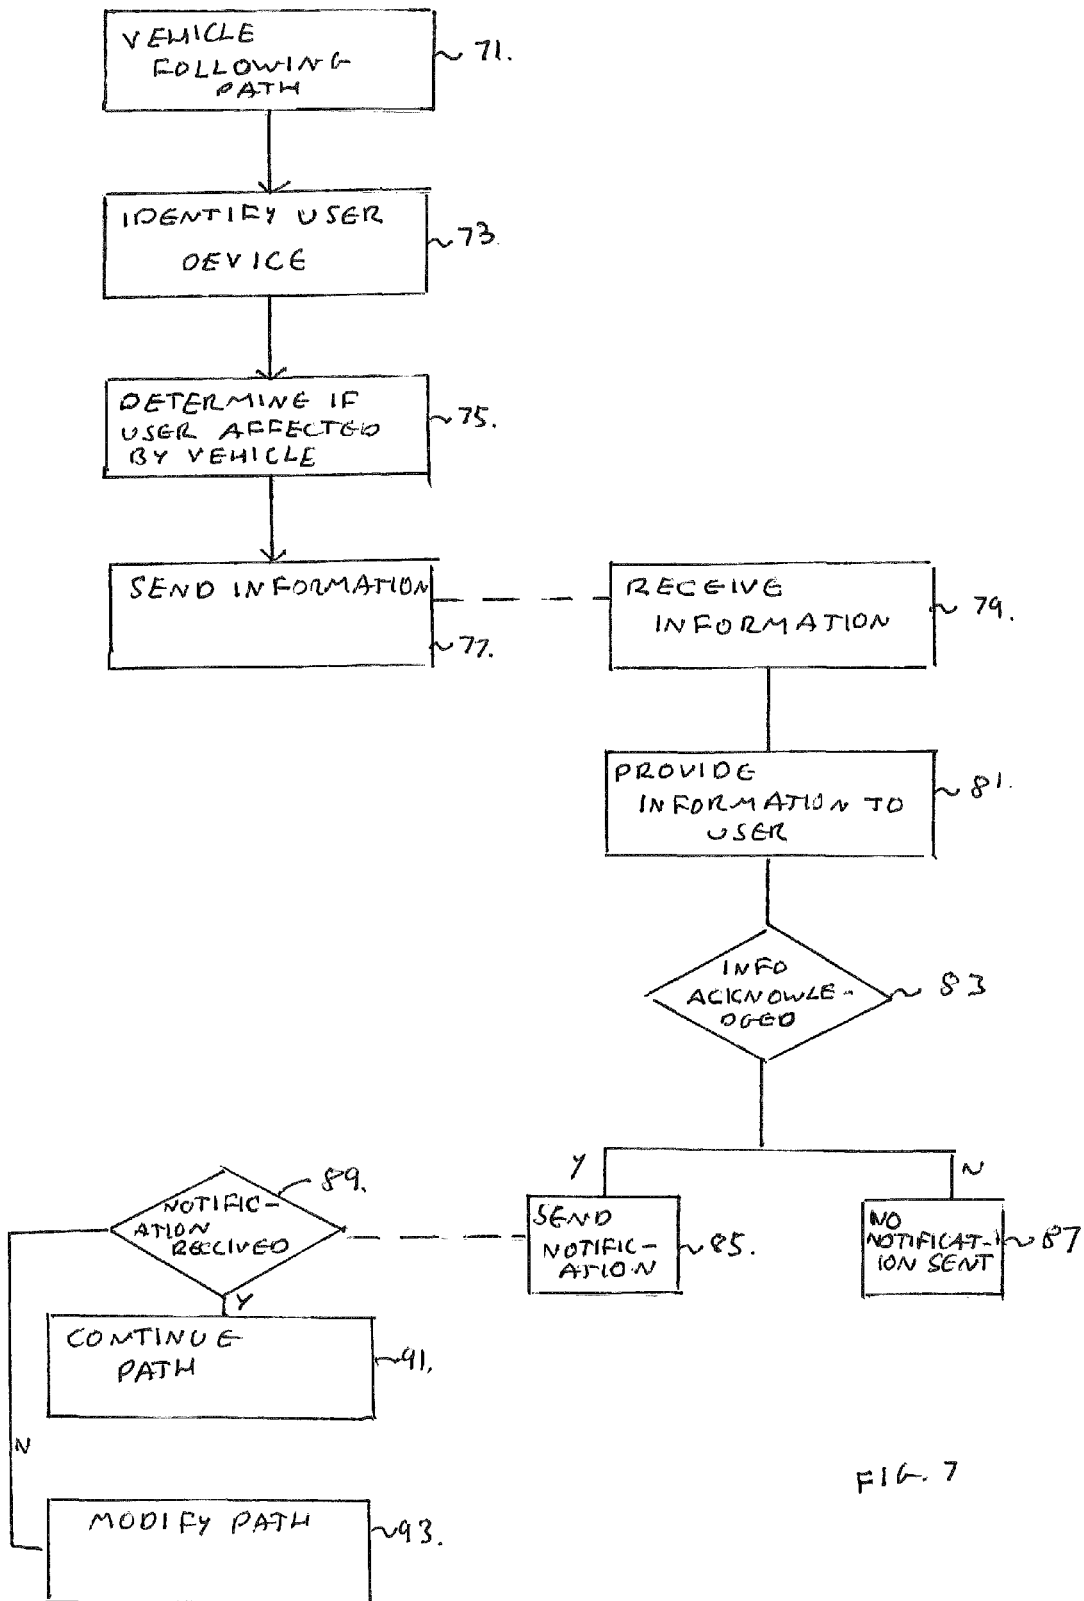 VEHICLE
FOLLOWING
PATH
71.
IDENTIFY USER
DEVICE
73.
DETERMINE IF
USER AFFECTED
BY VEHICLE
75.
SEND INFORMATION
77.
RECEIVE
INFORMATION
79.
PROVIDE
INFORMATION TO
USER
81.
INFO
ACKNOWLE-
DGED
83
Y
N
SEND
NOTIFIC-
ATION
85.
NO
NOTIFICAT-
ION SENT
87
89.
NOTIFIC-
ATION
RECEIVED
Y
CONTINUE
PATH
91.
N
MODIFY PATH
93.
FIG. 7